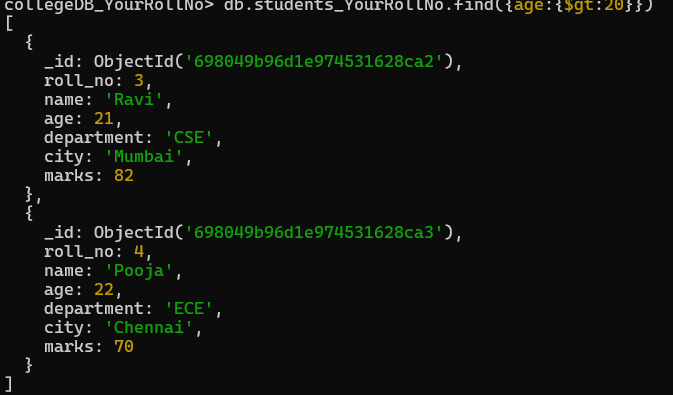 collegeDB_YourRollNo> db.students_YourRollNo.find({age:{$gt:20}})
[
  {
    _id: ObjectId('698049b96d1e974531628ca2'),
    roll_no: 3,
    name: 'Ravi',
    age: 21,
    department: 'CSE',
    city: 'Mumbai',
    marks: 82
  },
  {
    _id: ObjectId('698049b96d1e974531628ca3'),
    roll_no: 4,
    name: 'Pooja',
    age: 22,
    department: 'ECE',
    city: 'Chennai',
    marks: 70
  }
]